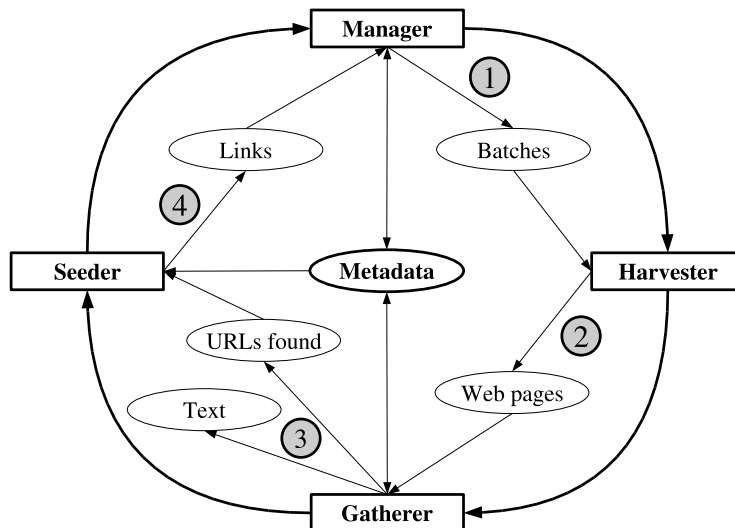 Manager
1
Links
Batches
4
Seeder
Metadata
Harvester
URLs found
2
Web pages
Text
3
Gatherer